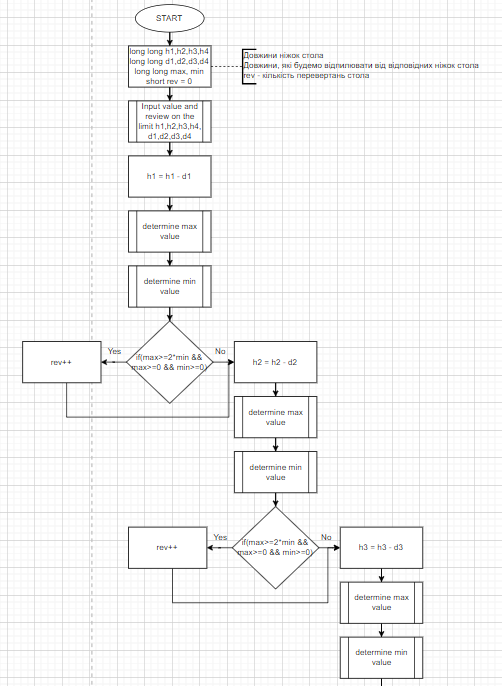 START
long long h1,h2,h3,h4
long long d1,d2,d3,d4
long long max, min
short rev = 0
Довжини ніжок стола
Довжини, які будемо відпилювати від відповідних ніжок стола
rev - кількість перевертань стола
Input value and
review on the
limit h1,h2,h3,h4,
d1,d2,d3,d4
h1 = h1 - d1
determine max
value
determine min
value
if(max>=2*min &&
max>=0 && min>=0)
Yes
No
rev++
h2 = h2 - d2
determine max
value
determine min
value
if(max>=2*min &&
max>=0 && min>=0)
Yes
No
rev++
h3 = h3 - d3
determine max
value
determine min
value